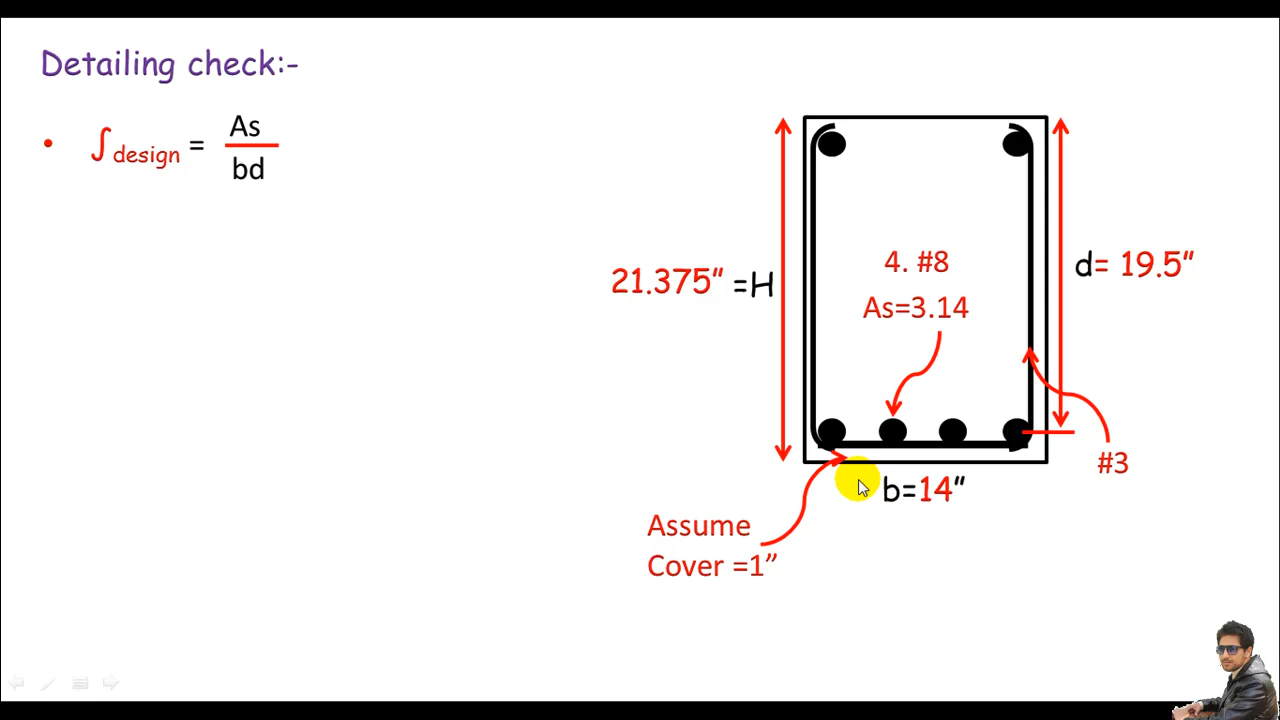 Detailing check:-
• ∫design = As
bd
4. #8
As=3.14
21.375” =H
d= 19.5”
#3
b=14”
Assume
Cover =1”